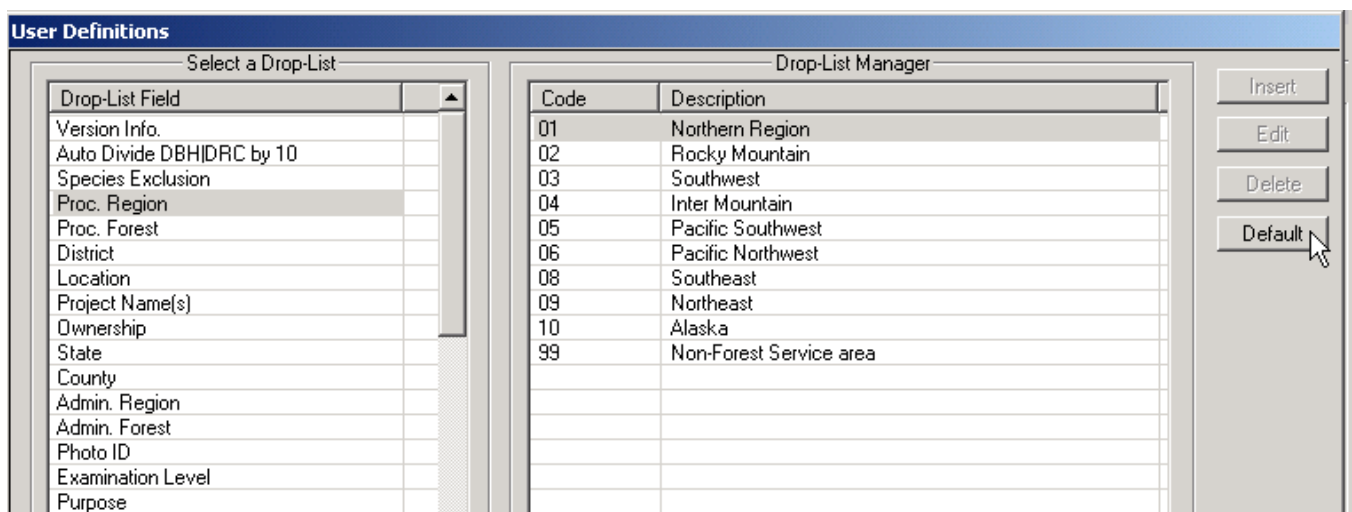 User Definitions
Select a Drop-List
Drop-List Field
Version Info.
Auto Divide DBH|DRC by 10
Species Exclusion
Proc. Region
Proc. Forest
District
Location
Project Name(s)
Ownership
State
County
Admin. Region
Admin. Forest
Photo ID
Examination Level
Purpose
Drop-List Manager
Code Description
01 Northern Region
02 Rocky Mountain
03 Southwest
04 Inter Mountain
05 Pacific Southwest
06 Pacific Northwest
08 Southeast
09 Northeast
10 Alaska
99 Non-Forest Service area
Insert
Edit
Delete
Default